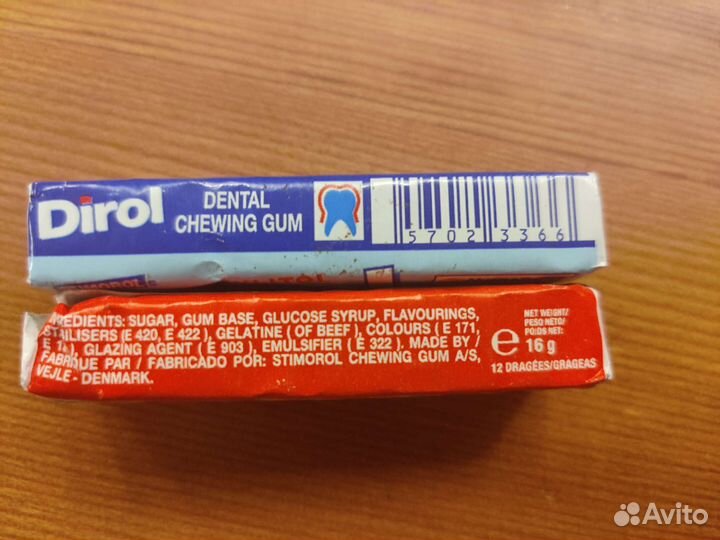 Dirol
DENTAL
CHEWING GUM
5702 3366
INGREDIENTS: SUGAR, GUM BASE, GLUCOSE SYRUP, FLAVOURINGS,
STABILISERS (E 420, E 422), GELATINE (OF BEEF), COLOURS (E 171,
GLAZING AGENT (E 903), EMULSIFIER (E 322). MADE BY /
FABRIQUE PAR / FABRICADO POR: STIMOROL CHEWING GUM A/S,
VEJLE - DENMARK.
NET WEIGHT/
PESO NETO/
POIDS NET:
e 16 g
12 DRAGÉES/GRAGEAS
Avito